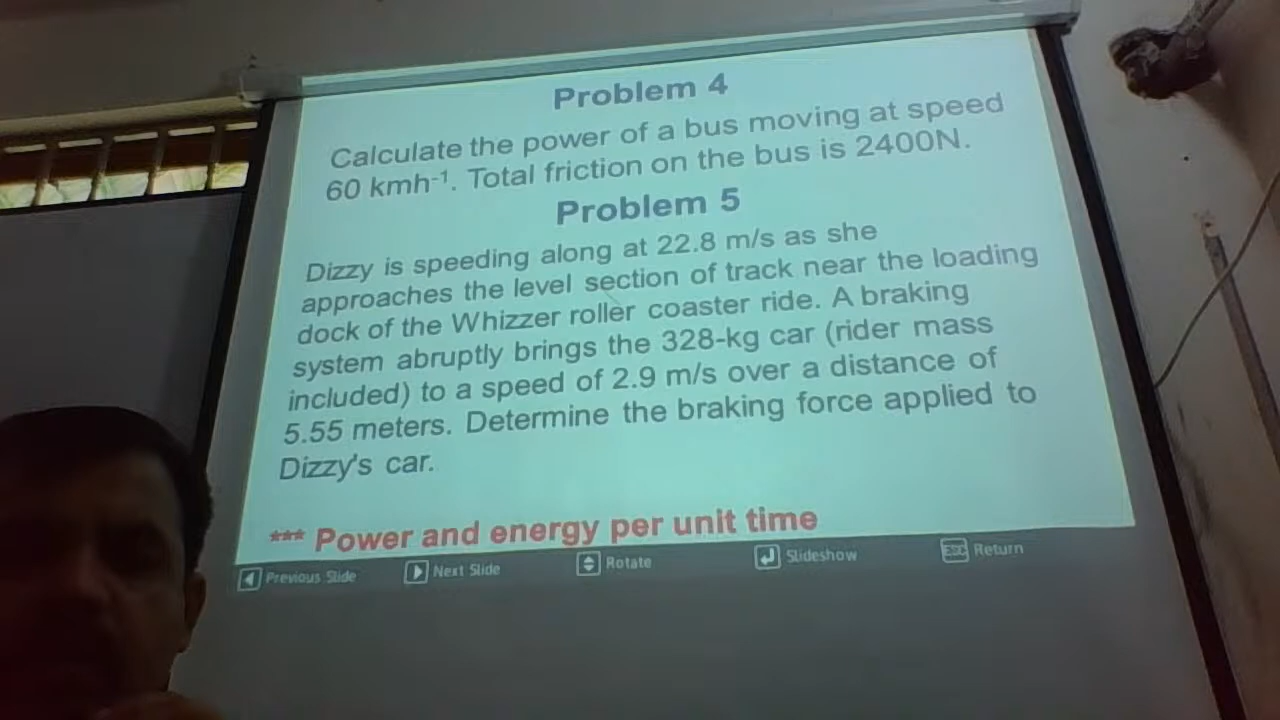 Problem 4
Calculate the power of a bus moving at speed
60 kmh⁻¹. Total friction on the bus is 2400N.
Problem 5
Dizzy is speeding along at 22.8 m/s as she
approaches the level section of track near the loading
dock of the Whizzer roller coaster ride. A braking
system abruptly brings the 328-kg car (rider mass
included) to a speed of 2.9 m/s over a distance of
5.55 meters. Determine the braking force applied to
Dizzy's car.
*** Power and energy per unit time
Previous Slide Next Slide Rotate Slideshow ESC Return